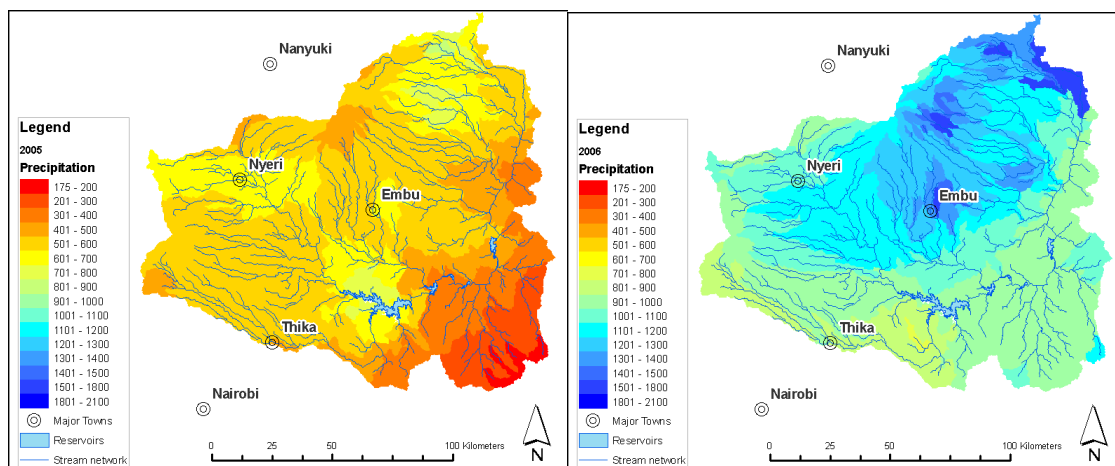 Nanyuki
Legend
2005
Precipitation
175 - 200
201 - 300
301 - 400
401 - 500
501 - 600
601 - 700
701 - 800
801 - 900
901 - 1000
1001 - 1100
1101 - 1200
1201 - 1300
1301 - 1400
1401 - 1500
1501 - 1800
1801 - 2100
Major Towns
Reservoirs
Stream network
Nyeri
Embu
Thika
Nairobi
0 25 50 100 Kilometers
N
Nanyuki
Legend
2006
Precipitation
175 - 200
201 - 300
301 - 400
401 - 500
501 - 600
601 - 700
701 - 800
801 - 900
901 - 1000
1001 - 1100
1101 - 1200
1201 - 1300
1301 - 1400
1401 - 1500
1501 - 1800
1801 - 2100
Major Towns
Reservoirs
Stream network
Nyeri
Embu
Thika
Nairobi
0 25 50 100 Kilometers
N